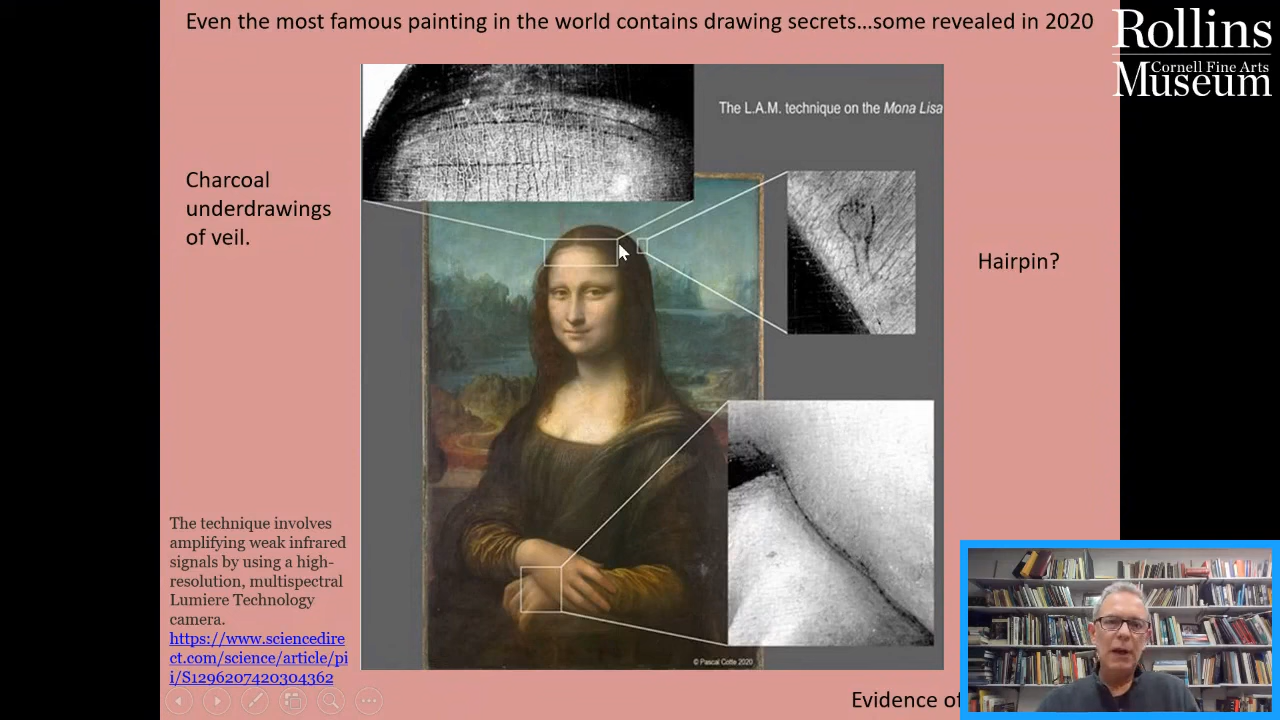 Even the most famous painting in the world contains drawing secrets...some revealed in 2020
Rollins
Cornell Fine Arts
Museum
The L.A.M. technique on the Mona Lisa
Charcoal
underdrawings
of veil.
Hairpin?
The technique involves
amplifying weak infrared
signals by using a high-
resolution, multispectral
Lumiere Technology
camera.
https://www.sciencedire
ct.com/science/article/pi
i/S1296207420304362
© Pascal Cotte 2020
Evidence of